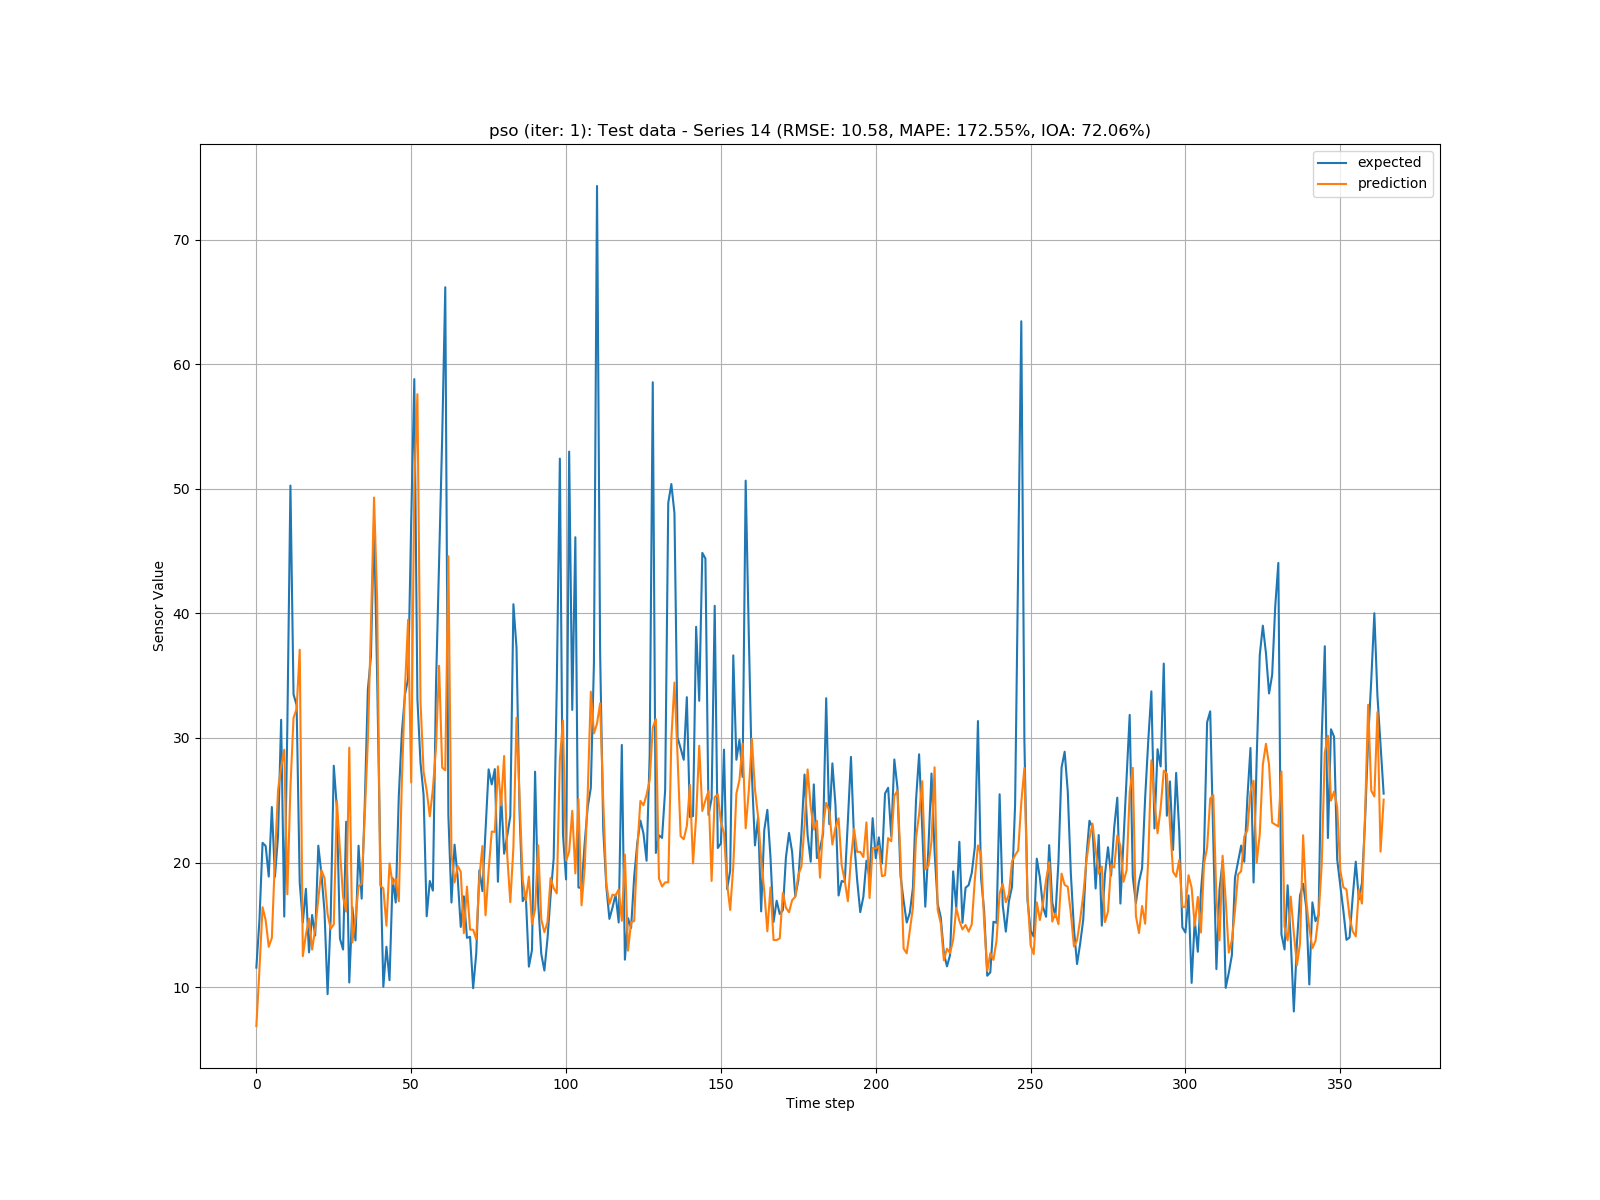 pso (iter: 1): Test data - Series 14 (RMSE: 10.58, MAPE: 172.55%, IOA: 72.06%)
expected
prediction
70
60
50
40
30
20
10
Sensor Value
0 50 100 150 200 250 300 350
Time step